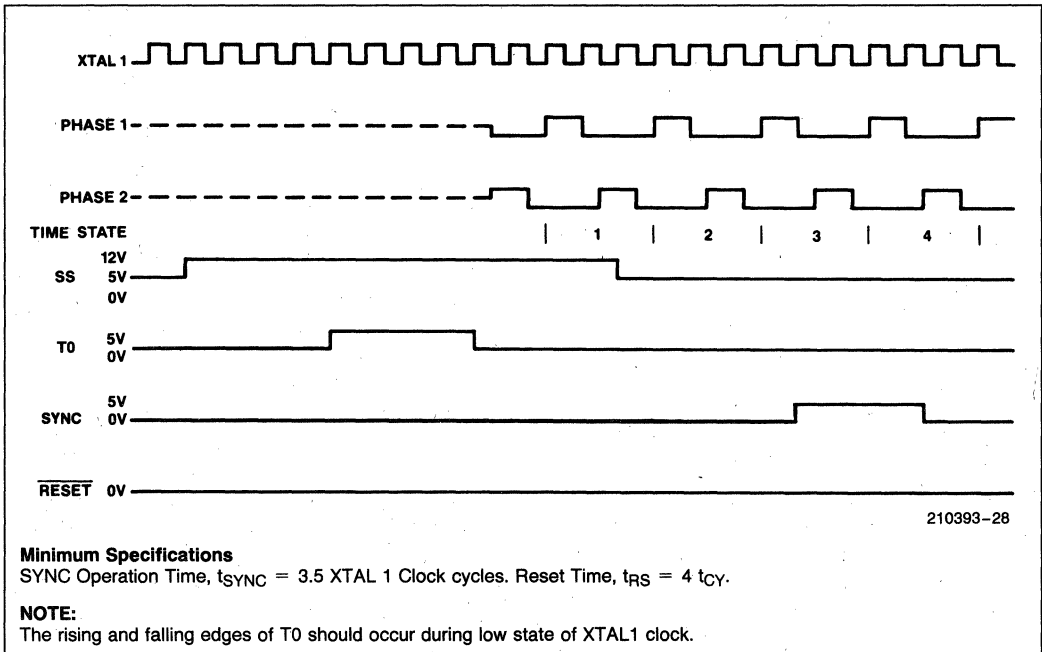 XTAL 1
PHASE 1
PHASE 2
TIME STATE | 1 | 2 | 3 | 4 |
12V
SS 5V
0V
5V
T0 0V
5V
SYNC 0V
RESET 0V
210393–28
Minimum Specifications
SYNC Operation Time, tSYNC = 3.5 XTAL 1 Clock cycles. Reset Time, tRS = 4 tCY.
NOTE:
The rising and falling edges of T0 should occur during low state of XTAL1 clock.